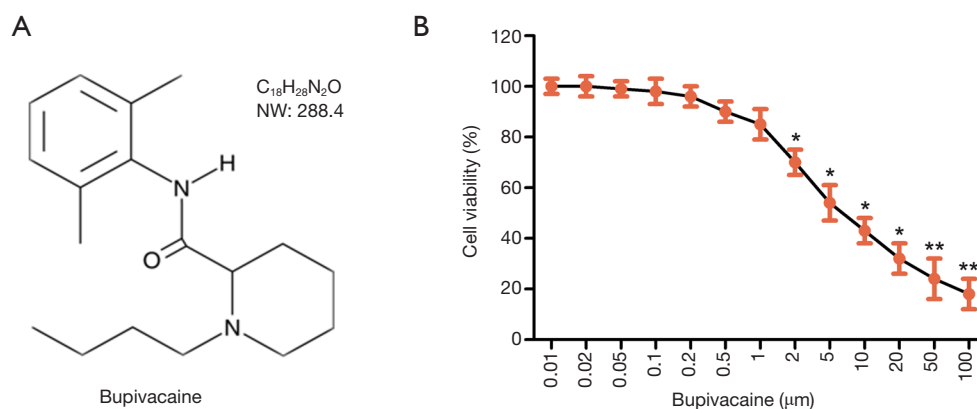 A
C18H28N2O
NW: 288.4
H
N
O
N
Bupivacaine
B
120
100
80
60
40
20
0
Cell viability (%)
*
*
*
*
**
**
0.01
0.02
0.05
0.1
0.2
0.5
1
2
5
10
20
50
100
Bupivacaine (μm)